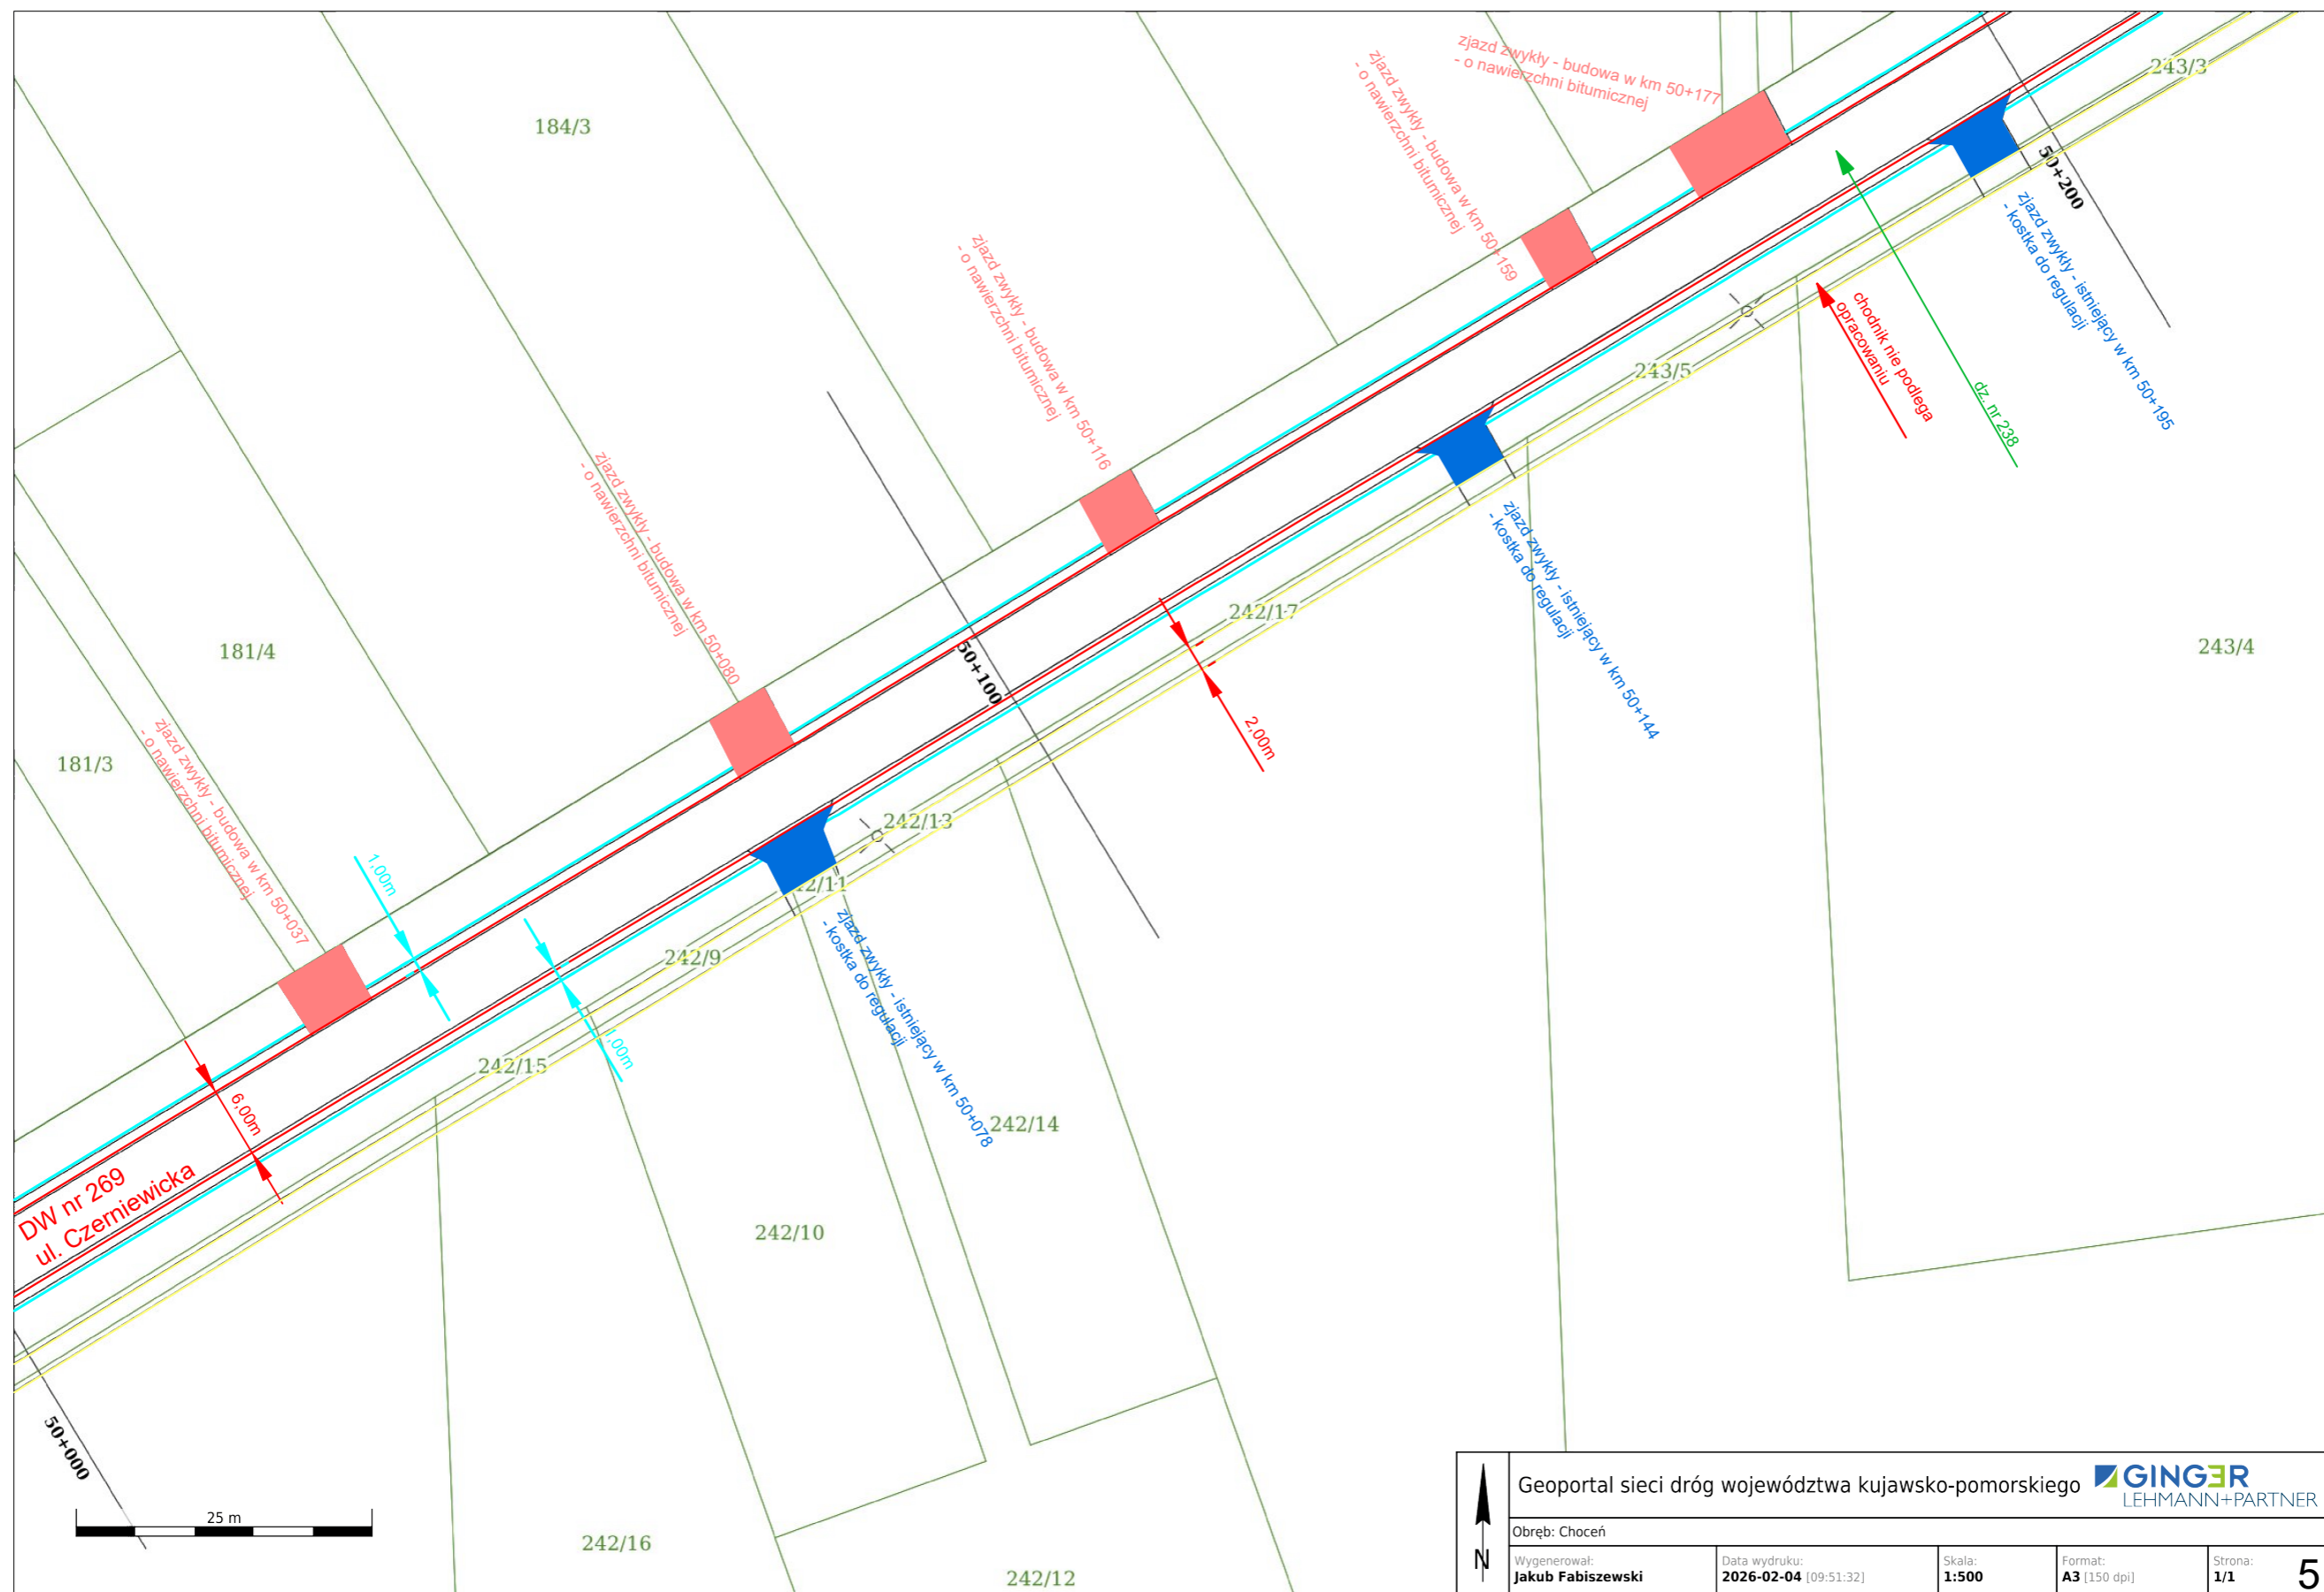 zjazd zwykły - budowa w km 50+177
- o nawierzchni bitumicznej
zjazd zwykły - budowa w km 50+159
- o nawierzchni bitumicznej
243/3
184/3
50+200
zjazd zwykły - istniejący w km 50+195
- kostka do regulacji
zjazd zwykły - budowa w km 50+116
- o nawierzchni bitumicznej
chodnik nie podlega
opracowaniu
dz. nr 238
243/5
zjazd zwykły - budowa w km 50+080
- o nawierzchni bitumicznej
zjazd zwykły - istniejący w km 50+144
- kostka do regulacji
242/17
181/4
243/4
50+100
2,00m
181/3
zjazd zwykły - budowa w km 50+037
- o nawierzchni bitumicznej
242/13
1,00m
2/11
zjazd zwykły - istniejący w km 50+078
- kostka do regulacji
242/9
1,00m
242/15
6,00m
242/14
DW nr 269
ul. Czerniewicka
242/10
50+000
25 m
242/16
242/12
Geoportal sieci dróg województwa kujawsko-pomorskiego
GINGER
LEHMANN+PARTNER
Obręb: Choceń
N
Wygenerował:
Jakub Fabiszewski
Data wydruku:
2026-02-04 [09:51:32]
Skala:
1:500
Format:
A3 [150 dpi]
Strona:
1/1
5